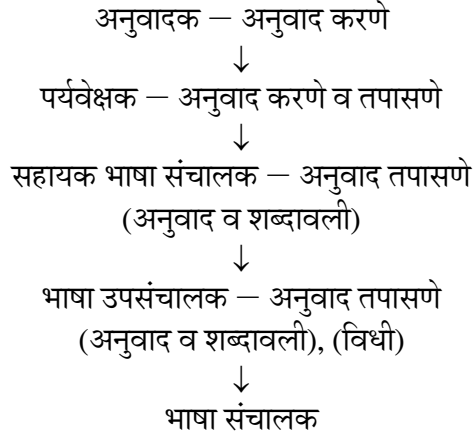 अनुवादक – अनुवाद करणे
↓
पर्यवेक्षक – अनुवाद करणे व तपासणे
↓
सहायक भाषा संचालक – अनुवाद तपासणे
(अनुवाद व शब्दावली)
↓
भाषा उपसंचालक – अनुवाद तपासणे
(अनुवाद व शब्दावली), (विधी)
↓
भाषा संचालक